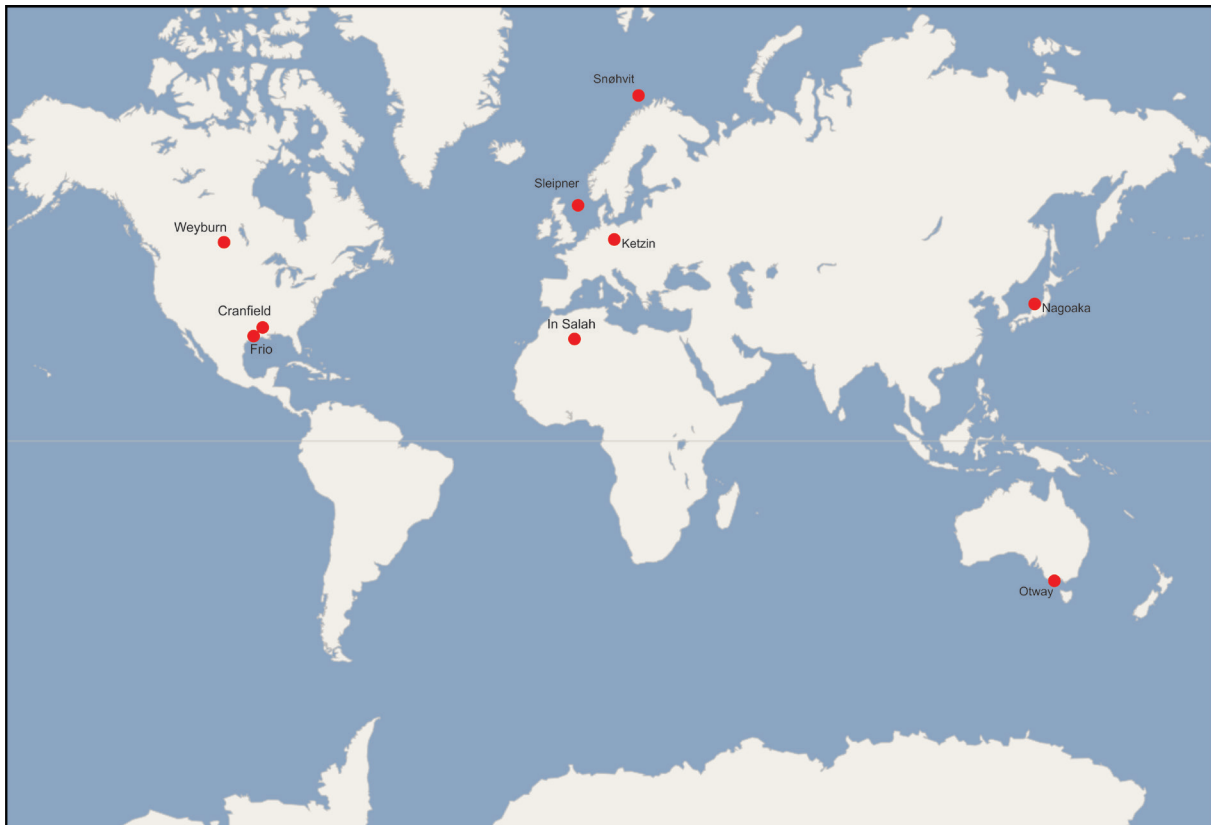 Snøhvit
Sleipner
Weyburn
Ketzin
Cranfield
Nagoaka
In Salah
Frio
Otway